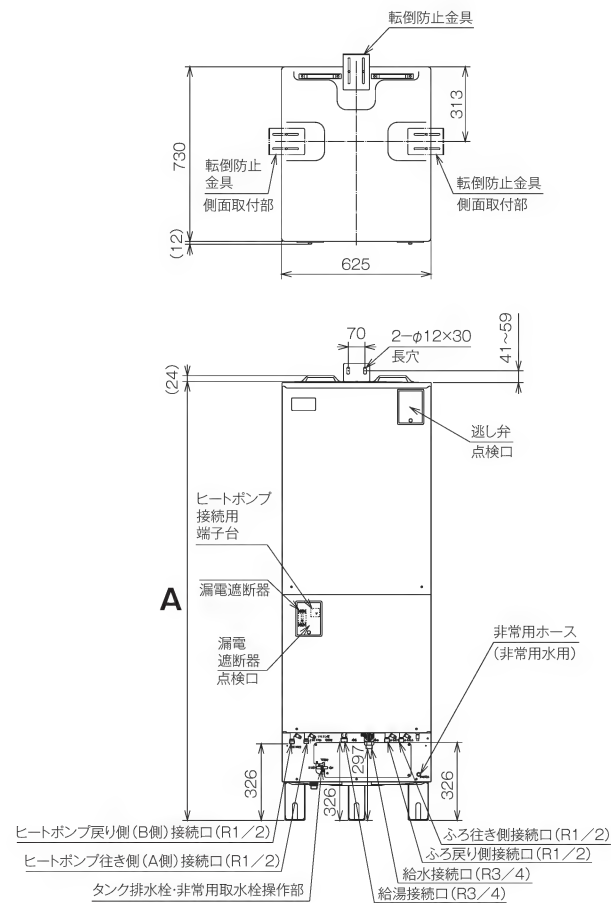 転倒防止金具
313
730
転倒防止
金具
側面取付部
転倒防止金具
側面取付部
(12)
625
70
2−φ12×30
長穴
41~59
(24)
逃し弁
点検口
ヒートポンプ
接続用
端子台
A
漏電遮断器
漏電
遮断器
点検口
非常用ホース
(非常用水用)
326
326
297
326
ヒートポンプ戻り側(B側)接続口(R1/2)
ヒートポンプ往き側(A側)接続口(R1/2)
タンク排水栓・非常用取水栓操作部
ふろ往き側接続口(R1/2)
ふろ戻り側接続口(R1/2)
給水接続口(R3/4)
給湯接続口(R3/4)